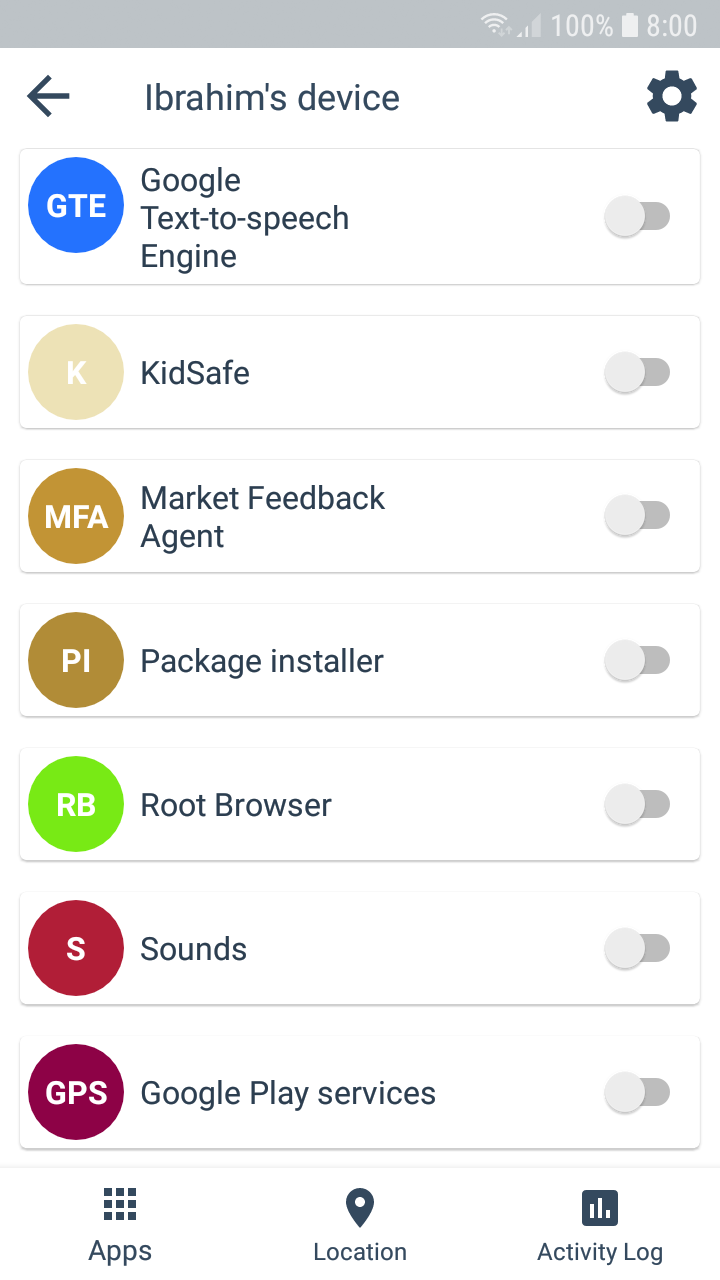 100% 8:00
Ibrahim's device
GTE
Google
Text-to-speech
Engine
K
KidSafe
MFA
Market Feedback
Agent
PI
Package installer
RB
Root Browser
S
Sounds
GPS
Google Play services
Apps
Location
Activity Log